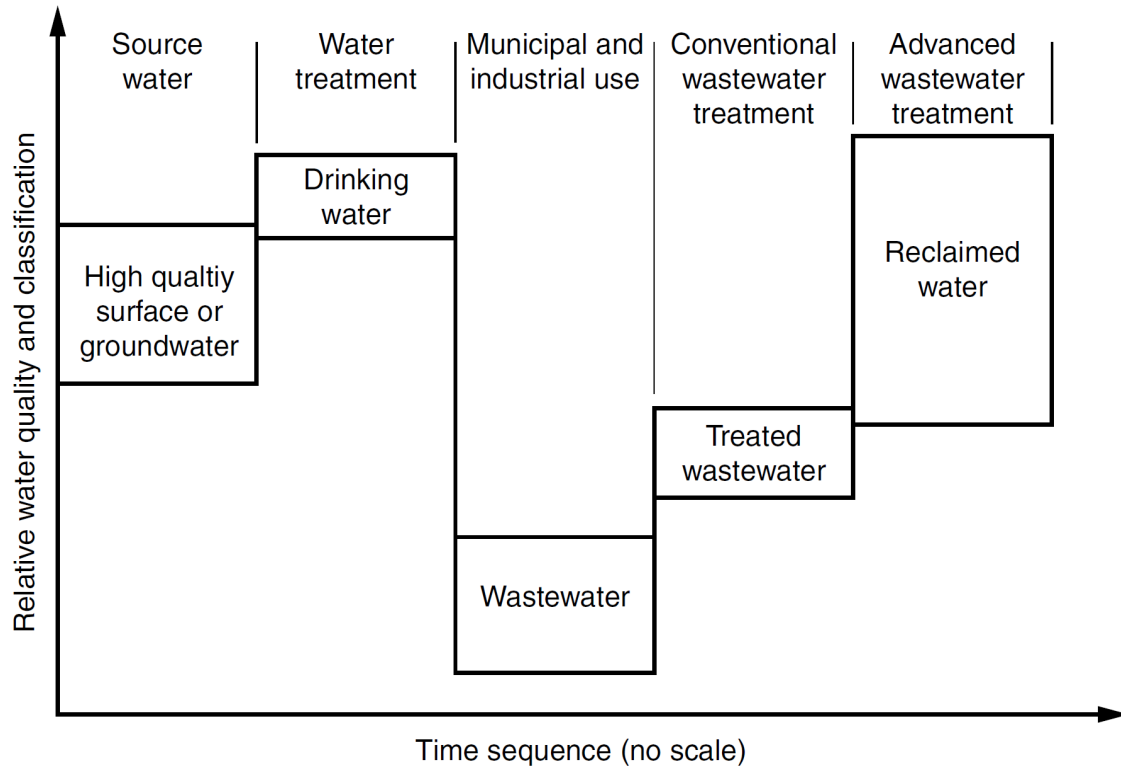 Source
water
Water
treatment
Municipal and
industrial use
Conventional
wastewater
treatment
Advanced
wastewater
treatment
Relative water quality and classification
High qualtiy
surface or
groundwater
Drinking
water
Wastewater
Treated
wastewater
Reclaimed
water
Time sequence (no scale)